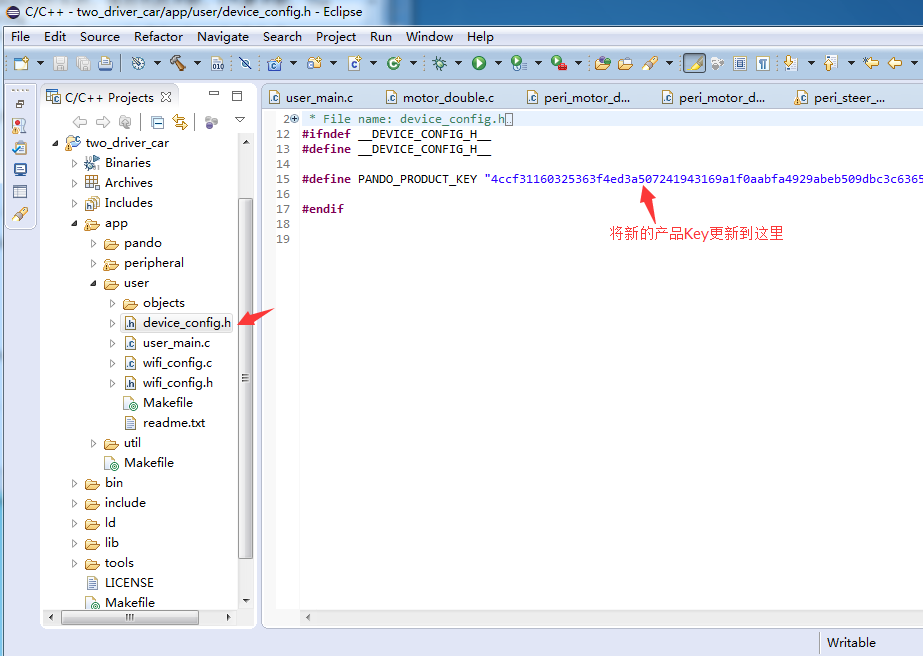 C/C++ - two_driver_car/app/user/device_config.h - Eclipse
File Edit Source Refactor Navigate Search Project Run Window Help
C/C++ Projects
user_main.c
motor_double.c
peri_motor_d...
peri_motor_d...
peri_steer_...
two_driver_car
Binaries
Archives
Includes
app
pando
peripheral
user
objects
device_config.h
user_main.c
wifi_config.c
wifi_config.h
Makefile
readme.txt
util
Makefile
bin
include
ld
lib
tools
LICENSE
Makefile
2 * File name: device_config.h
12 #ifndef __DEVICE_CONFIG_H__
13 #define __DEVICE_CONFIG_H__
14
15 #define PANDO_PRODUCT_KEY "4ccf31160325363f4ed3a507241943169a1f0aabfa4929abeb509dbc3c6365
16
17 #endif
18
19
将新的产品Key更新到这里
Writable